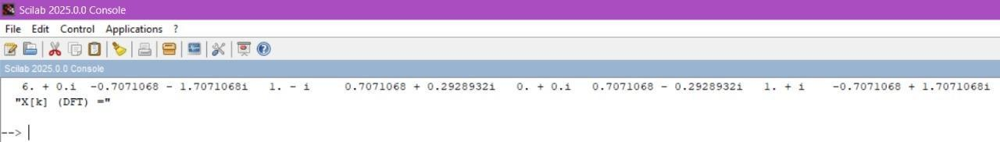 Scilab 2025.0.0 Console
File Edit Control Applications ?
Scilab 2025.0.0 Console
6. + 0.i -0.7071068 - 1.7071068i 1. - i 0.7071068 + 0.2928932i 0. + 0.i 0.7071068 - 0.2928932i 1. + i -0.7071068 + 1.7071068i
"X[k] (DFT) ="
-->